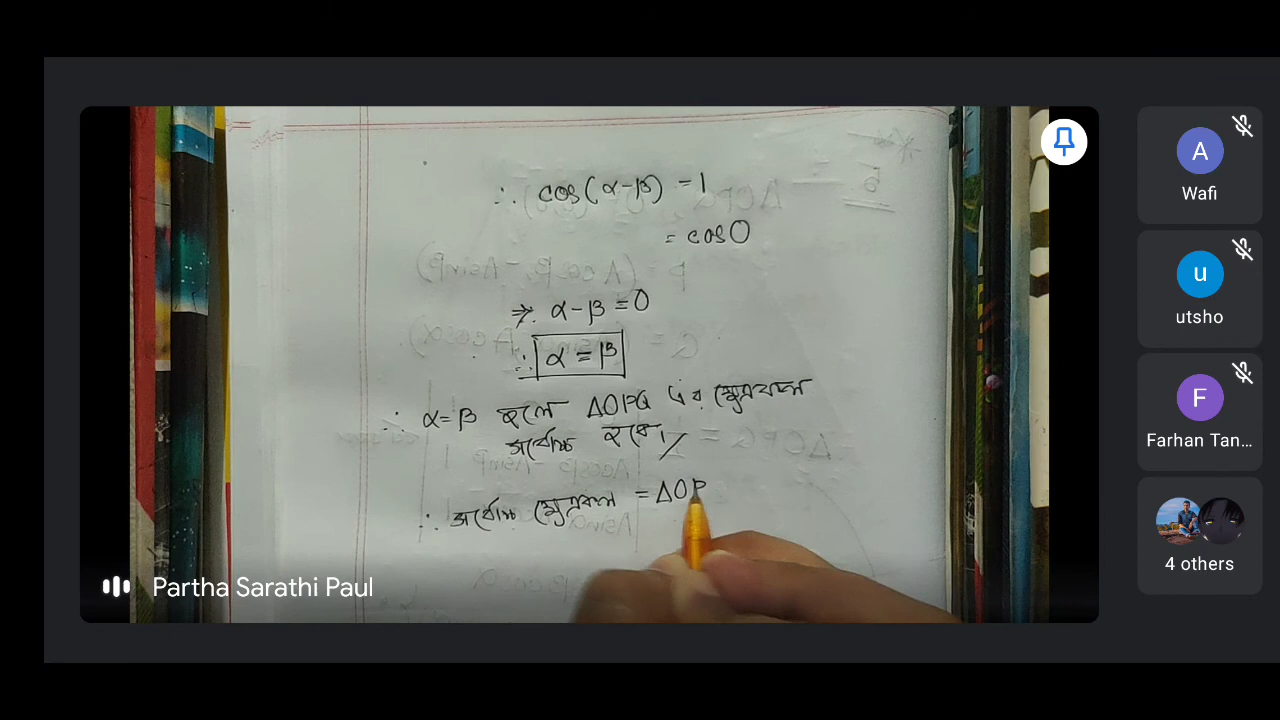 ∴ cos(α-β) = 1
= cos0
⇒ α-β = 0
∴ α = β
∴ α=β হলে ΔOPQ এর ক্ষেত্রফল
সর্বোচ্চ হবে।
∴ সর্বোচ্চ ক্ষেত্রফল = ΔOP
Partha Sarathi Paul
A
Wafi
u
utsho
F
Farhan Tan...
4 others